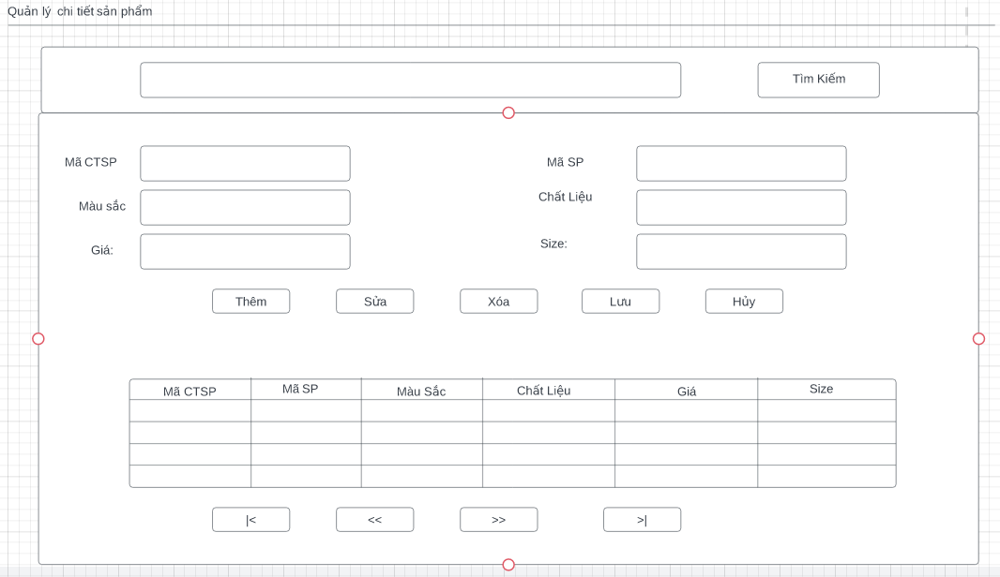 Quản lý chi tiết sản phẩm
Tìm Kiếm
Mã CTSP
Mã SP
Màu sắc
Chất Liệu
Giá:
Size:
Thêm
Sửa
Xóa
Lưu
Hủy
Mã CTSP
Mã SP
Màu Sắc
Chất Liệu
Giá
Size
|<
<<
>>
>|